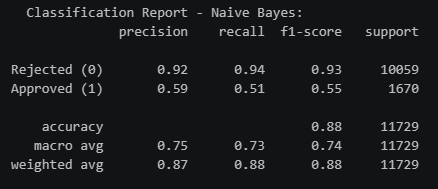 Classification Report - Naive Bayes:
precision recall f1-score support
Rejected (0) 0.92 0.94 0.93 10059
Approved (1) 0.59 0.51 0.55 1670
accuracy 0.88 11729
macro avg 0.75 0.73 0.74 11729
weighted avg 0.87 0.88 0.88 11729